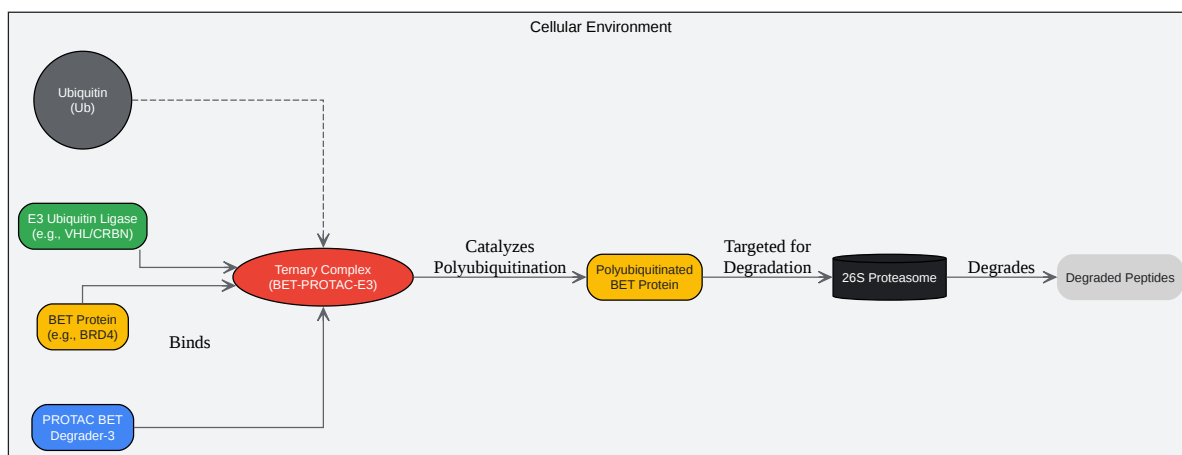 Cellular Environment
Ubiquitin
(Ub)
E3 Ubiquitin Ligase
(e.g., VHL/CRBN)
BET Protein
(e.g., BRD4)
Binds
PROTAC BET
Degrader-3
Ternary Complex
(BET-PROTAC-E3)
Catalyzes
Polyubiquitination
Polyubiquitinated
BET Protein
Targeted for
Degradation
26S Proteasome
Degrades
Degraded Peptides